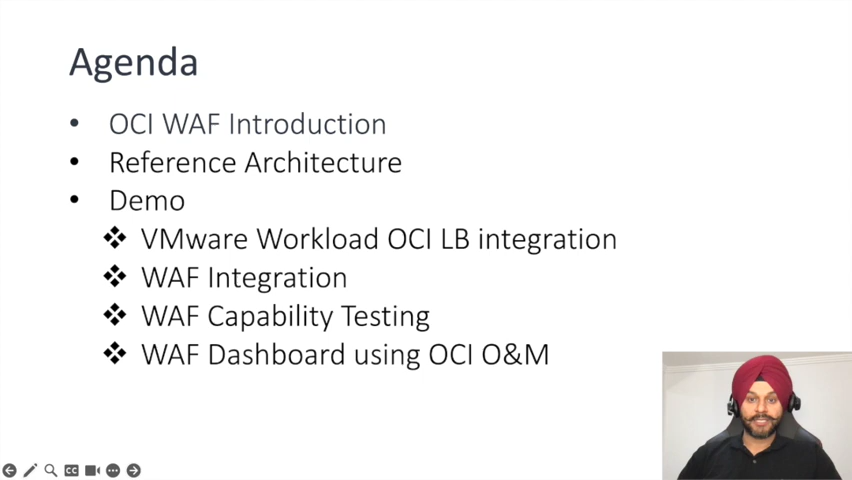 Agenda
• OCI WAF Introduction
• Reference Architecture
• Demo
❖ VMware Workload OCI LB integration
❖ WAF Integration
❖ WAF Capability Testing
❖ WAF Dashboard using OCI O&M
CC